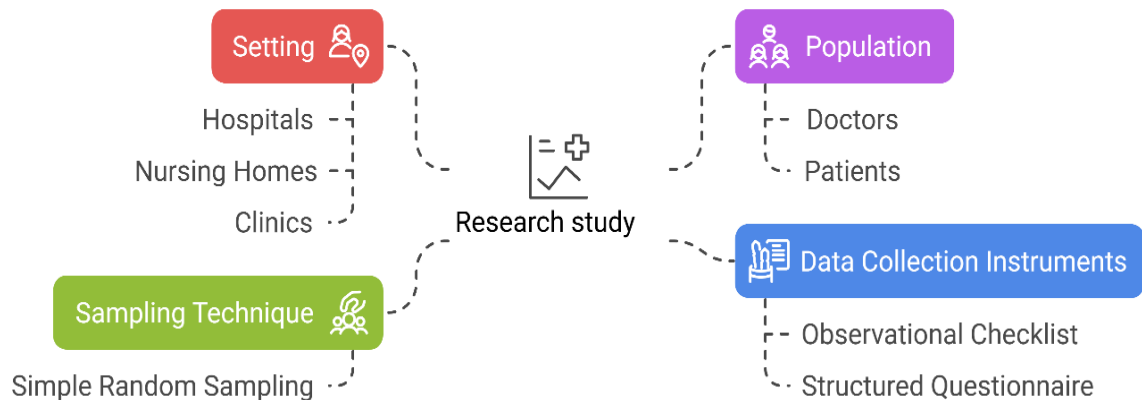 Setting
Hospitals
Nursing Homes
Clinics
Sampling Technique
Simple Random Sampling
Research study
Population
Doctors
Patients
Data Collection Instruments
Observational Checklist
Structured Questionnaire